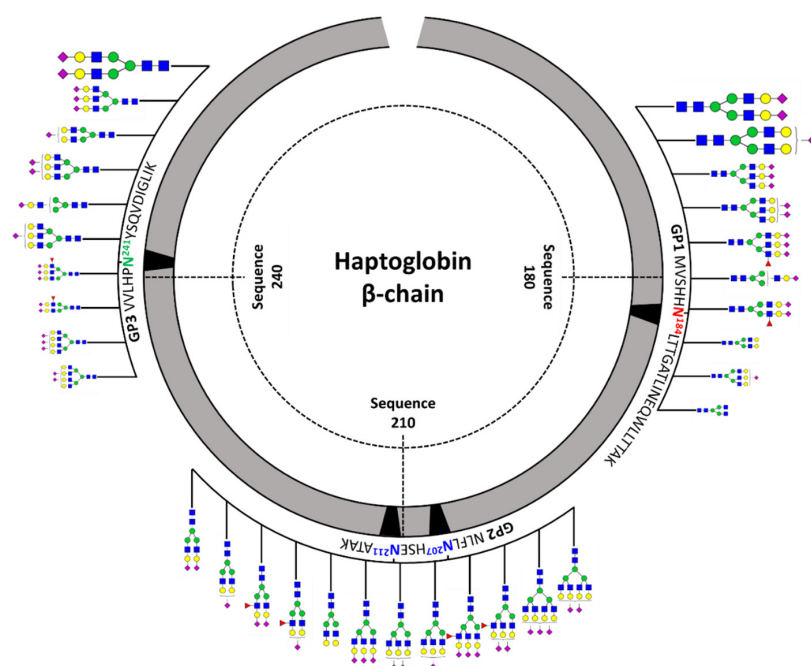 Haptoglobin
β-chain
Sequence
180
Sequence
210
Sequence
240
GP1 MVSHHN184LTTGATLINEQWLLTTAK
GP2 NLFLN207HSEN211ATAK
GP3 VVLHPN241YSQVDIGLIK